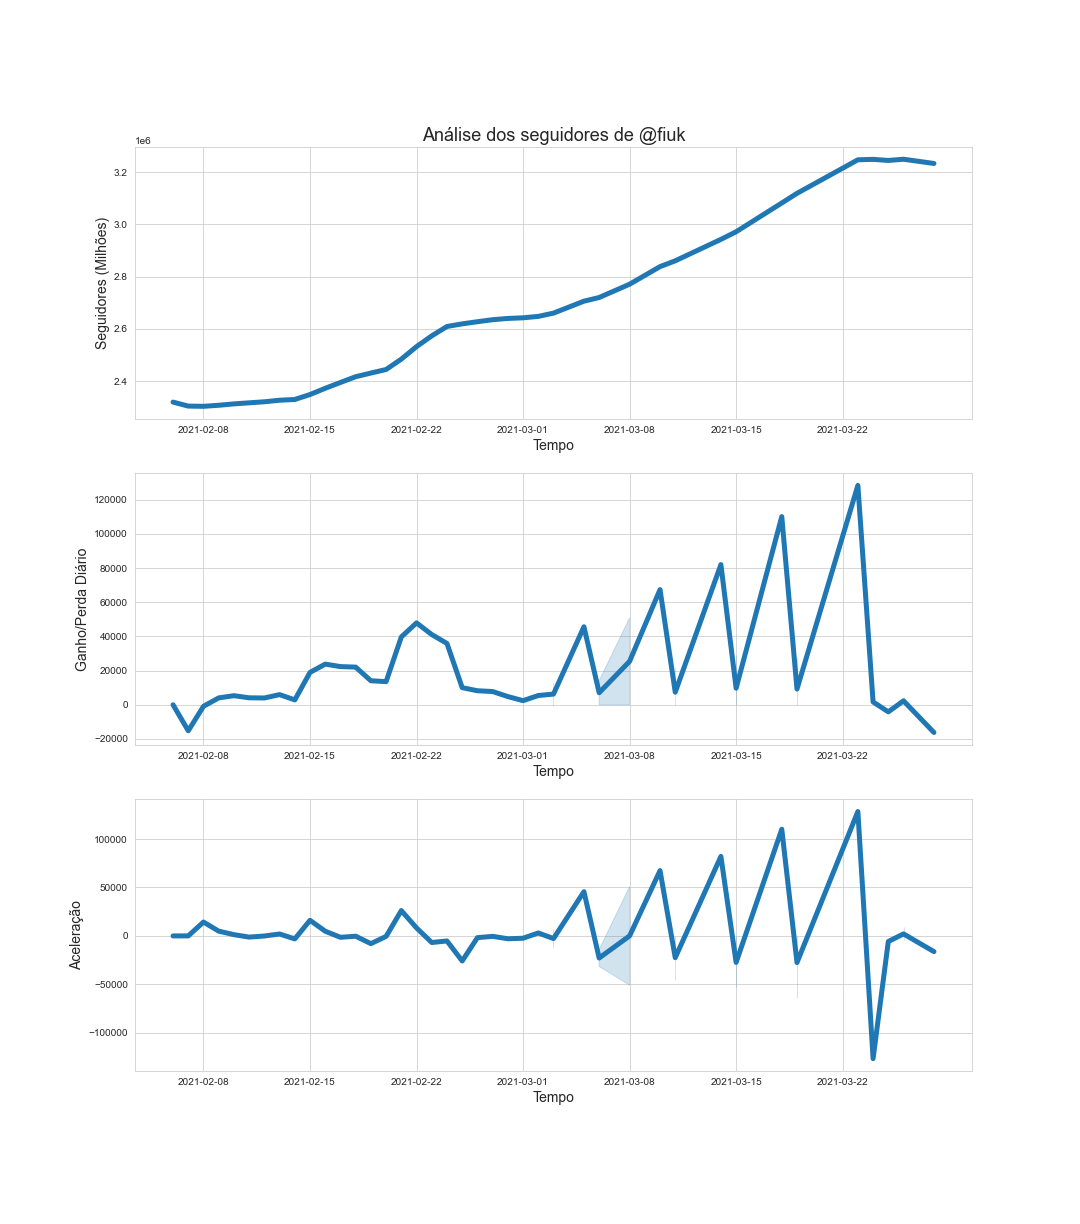 Análise dos seguidores de @fiuk
1e6
3.2
3.0
2.8
2.6
2.4
Seguidores (Milhões)
2021-02-08 2021-02-15 2021-02-22 2021-03-01 2021-03-08 2021-03-15 2021-03-22
Tempo
120000
100000
80000
60000
40000
20000
0
−20000
Ganho/Perda Diário
2021-02-08 2021-02-15 2021-02-22 2021-03-01 2021-03-08 2021-03-15 2021-03-22
Tempo
100000
50000
0
−50000
−100000
Aceleração
2021-02-08 2021-02-15 2021-02-22 2021-03-01 2021-03-08 2021-03-15 2021-03-22
Tempo